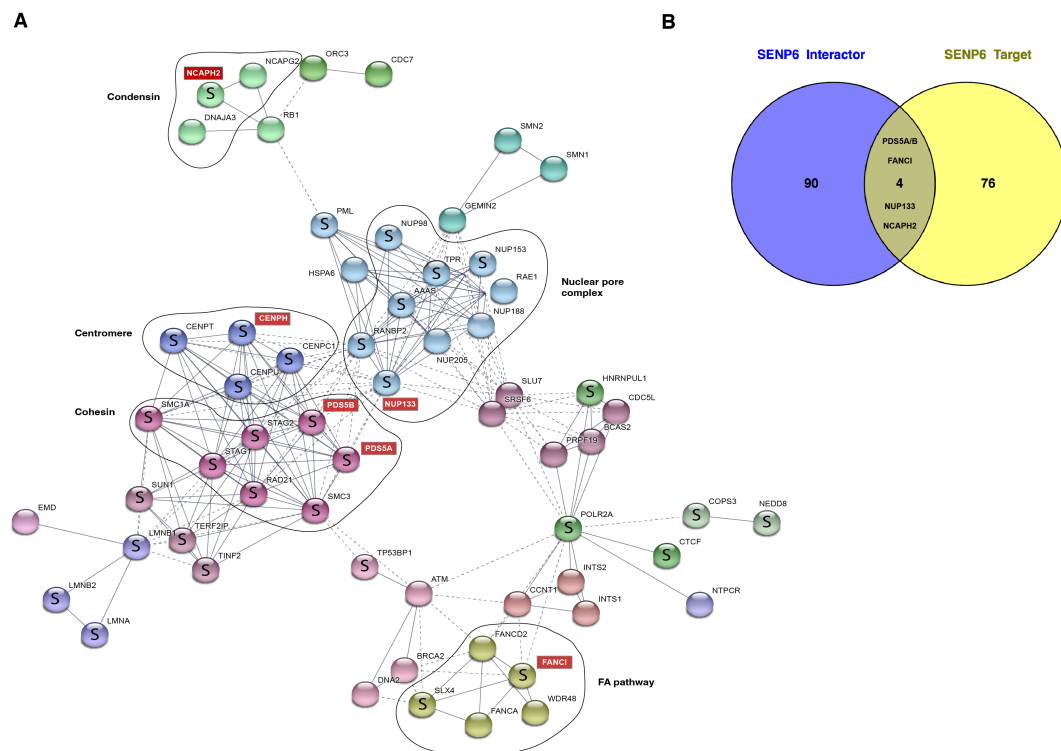 A
B
ORC3
NCAPG2
CDC7
NCAPH2
S
Condensin
DNAJA3
RB1
SENP6 Interactor
SENP6 Target
PDS5A/B
FANCI
90
4
76
NUP133
NCAPH2
SMN2
SMN1
GEMIN2
PML
S
NUP98
S
NUP153
S
TPR
S
HSPA6
RAE1
Nuclear pore
complex
AAAS
S
NUP188
RANBP2
S
NUP205
NUP133
S
Centromere
CENPT
S
CENPH
S
CENPC1
S
CENPU
S
Cohesin
SMC1A
S
PDS5B
S
STAG2
S
PDS5A
S
STAG1
S
RAD21
S
SMC3
S
SLU7
SRSF6
S
HNRNPUL1
S
CDC5L
BCAS2
PRPF19
SUN1
S
EMD
LMNB1
S
TERF2IP
S
TINF2
S
LMNB2
S
LMNA
S
TP53BP1
S
ATM
POLR2A
S
COPS3
S
NEDD8
S
CTCF
S
NTPCR
INTS2
S
CCNT1
INTS1
S
FANCD2
BRCA2
FANCI
S
FA pathway
DNA2
SLX4
S
FANCA
WDR48